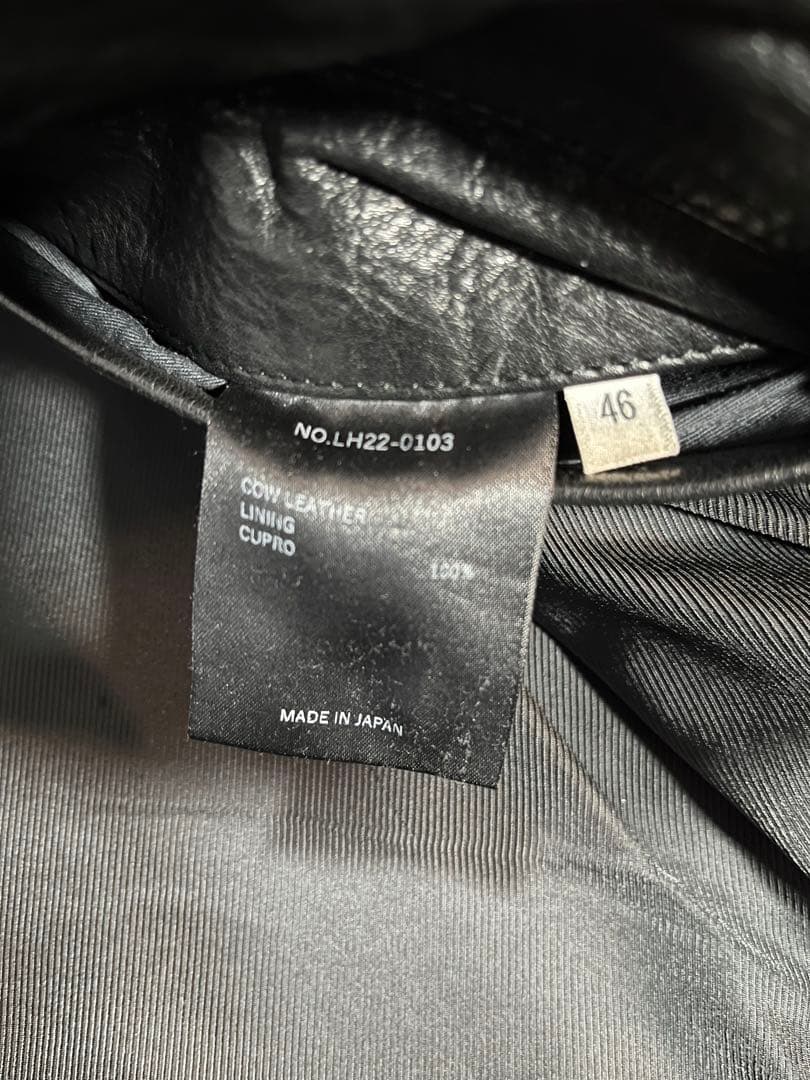 NO.LH22-0103
46
COW LEATHER
LINING
CUPRO
100%
MADE IN JAPAN